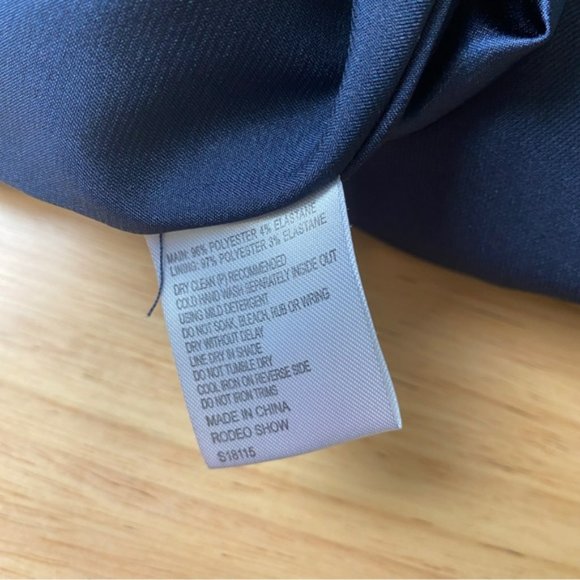 MAIN: 96% POLYESTER 4% ELASTANE
LINING: 97% POLYESTER 3% ELASTANE
DRY CLEAN (P) RECOMMENDED
COLD HAND WASH SEPARATELY INSIDE OUT
USING MILD DETERGENT
DO NOT SOAK, BLEACH, RUB OR WRING
DRY WITHOUT DELAY
LINE DRY IN SHADE
DO NOT TUMBLE DRY
COOL IRON ON REVERSE SIDE
DO NOT IRON TRIMS
MADE IN CHINA
RODEO SHOW
S18115